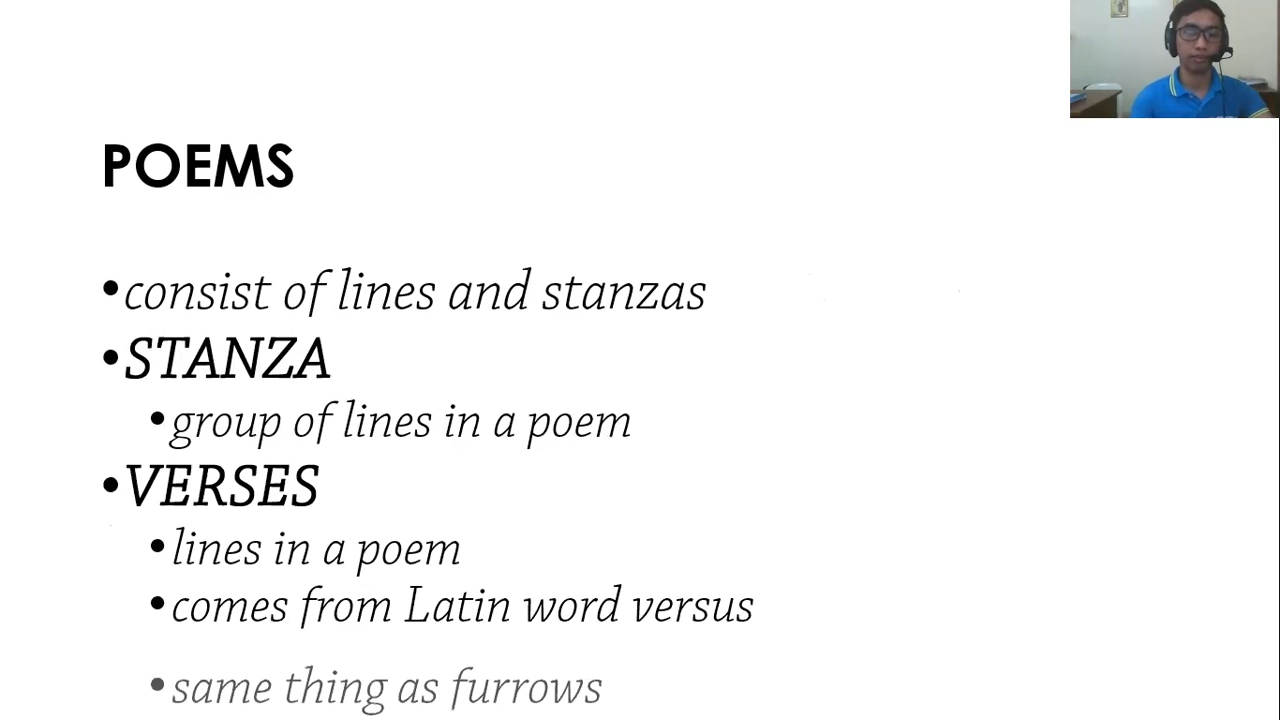 POEMS
•consist of lines and stanzas
•STANZA
•group of lines in a poem
•VERSES
•lines in a poem
•comes from Latin word versus
•same thing as furrows